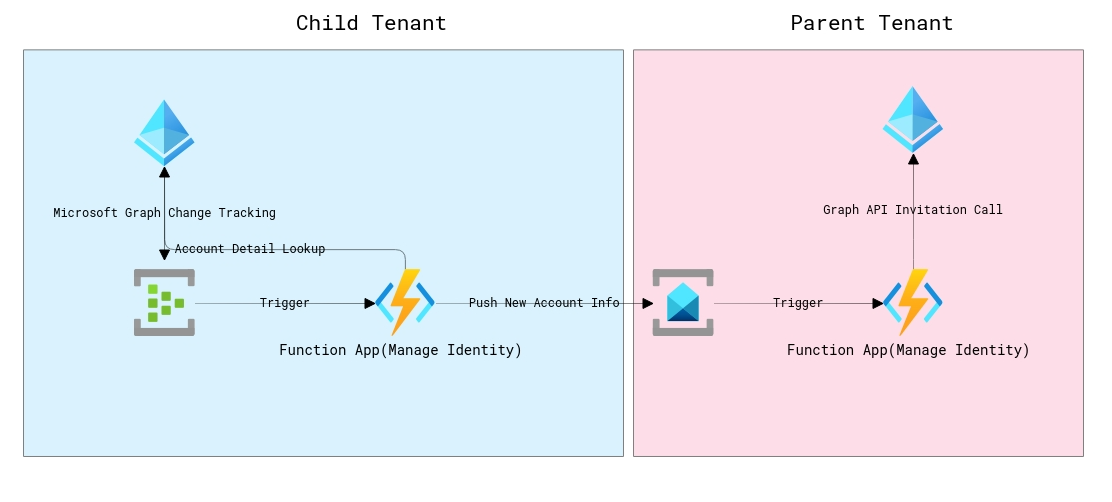 Child Tenant
Parent Tenant
Microsoft Graph Change Tracking
Graph API Invitation Call
Account Detail Lookup
Trigger
Push New Account Info
Trigger
Function App(Manage Identity)
Function App(Manage Identity)